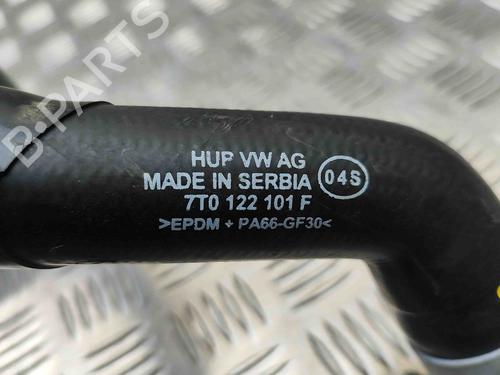 B-PARTS
HUP VW AG
MADE IN SERBIA 04S
7T0 122 101 F
>EPDM + PA66-GF30<